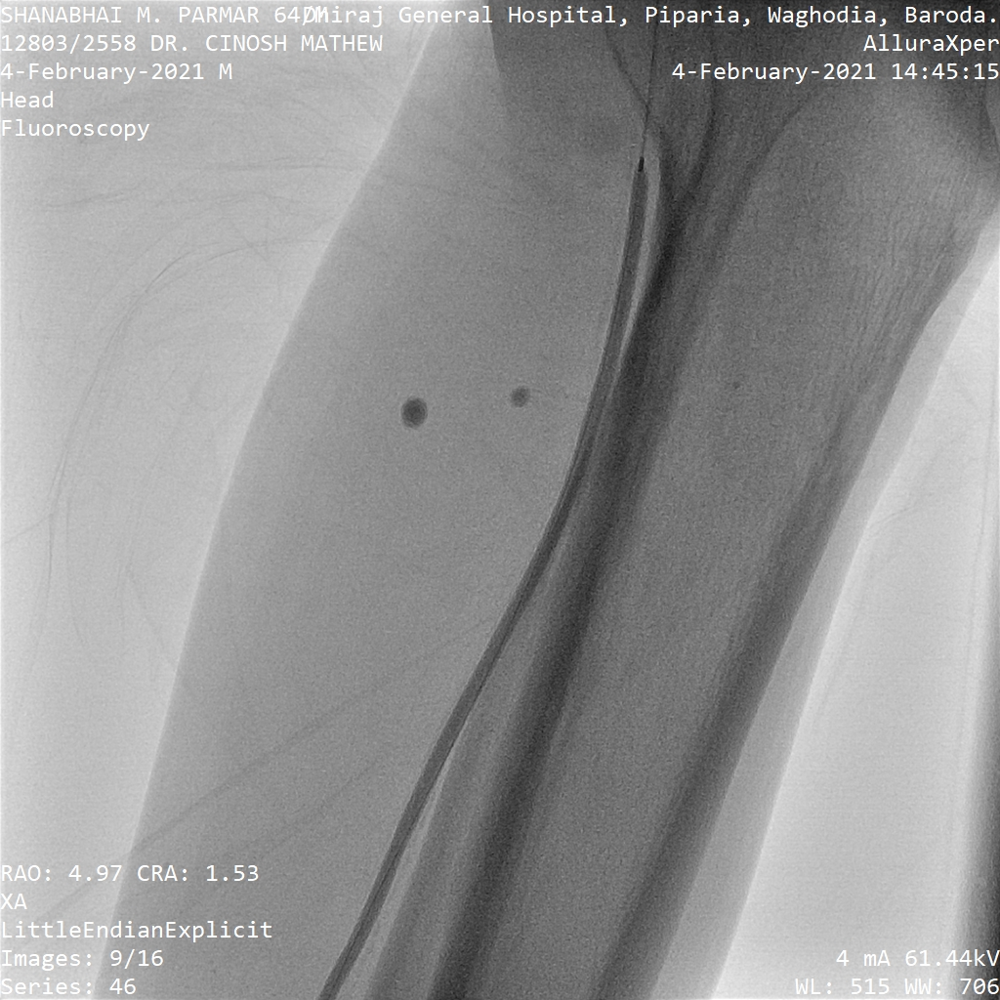 SHANABHAI M. PARMAR 64
Dhiraj General Hospital, Piparia, Waghodia, Baroda.
12803/2558 DR. CINOSH MATHEW
AlluraXper
4-February-2021 M
4-February-2021 14:45:15
Head
Fluoroscopy
RAO: 4.97 CRA: 1.53
XA
LittleEndianExplicit
Images: 9/16
4 mA 61.44kV
Series: 46
WL: 515 WW: 706